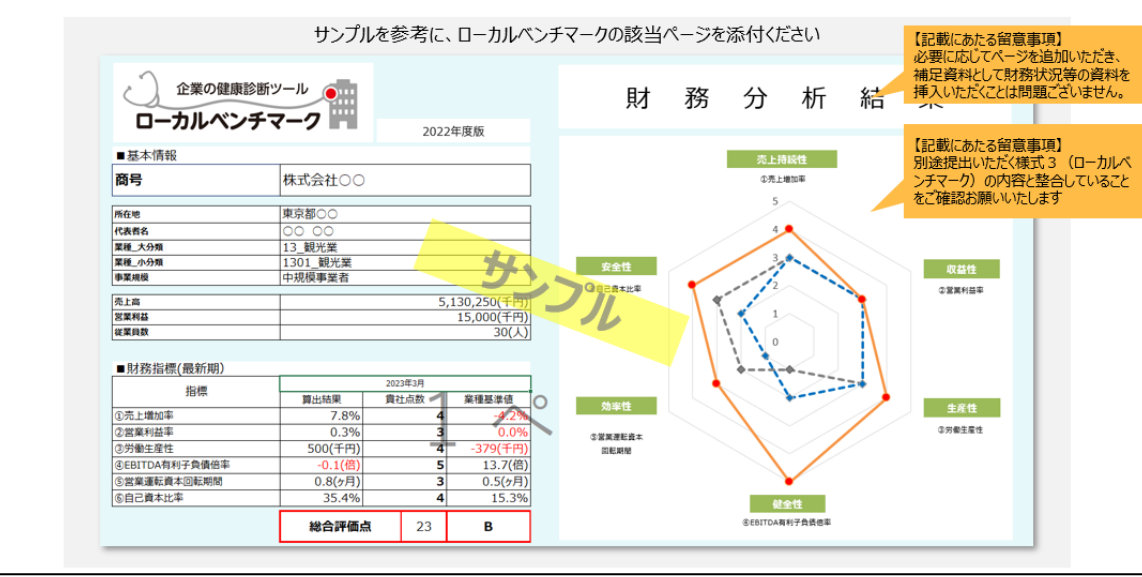 サンプルを参考に、ローカルベンチマークの該当ページを添付ください
【記載にあたる留意事項】
必要に応じてページを追加いただき、
補足資料として財務状況等の資料を
挿入いただくことは問題ございません。
企業の健康診断ツール
ローカルベンチマーク
2022年度版
財務分析結
【記載にあたる留意事項】
別途提出いただく様式3（ローカルベ
ンチマーク）の内容と整合していること
をご確認お願いいたします
■基本情報
商号 株式会社○○
所在地 東京都○○
代表者名 ○○ ○○
業種_大分類 13_観光業
業種_小分類 1301_観光業
事業規模 中規模事業者
売上高 5,130,250(千円)
営業利益 15,000(千円)
従業員数 30(人)
■財務指標(最新期)
指標 2023年3月
算出結果 貴社点数 業種基準値
①売上増加率 7.8% 4 -4.2%
②営業利益率 0.3% 3 0.0%
③労働生産性 500(千円) 4 -379(千円)
④EBITDA有利子負債倍率 -0.1(倍) 5 13.7(倍)
⑤営業運転資本回転期間 0.8(ヶ月) 3 0.5(ヶ月)
⑥自己資本比率 35.4% 4 15.3%
総合評価点 23 B
サンプル
1ペ
売上持続性
①売上増加率
5
4
3
2
1
0
収益性
②営業利益率
生産性
③労働生産性
健全性
④EBITDA有利子負債倍率
効率性
⑤営業運転資本
回転期間
安全性
自己資本比率